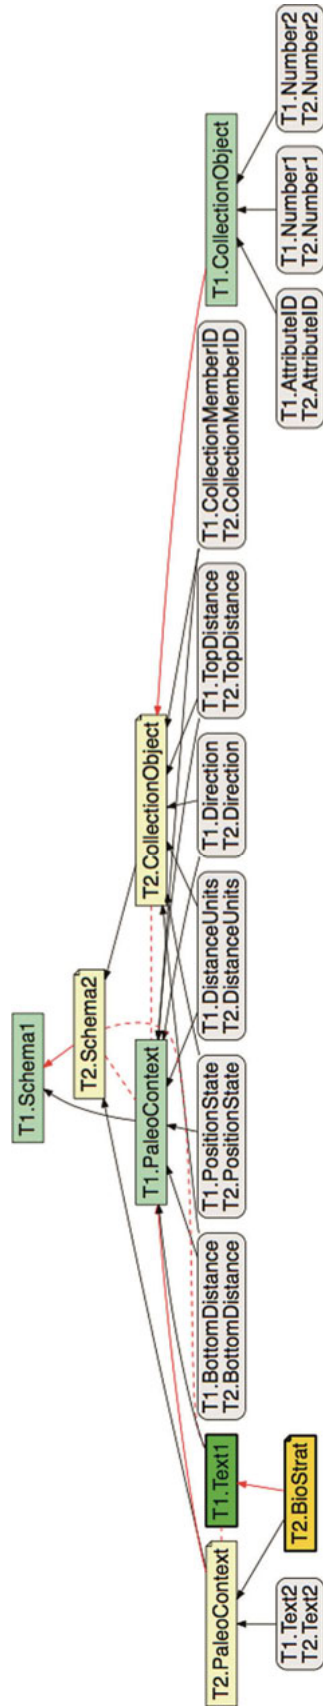 T1.Schema1
T2.Schema2
T1.PaleoContext
T2.CollectionObject
T2.PaleoContext
T1.Text1
T1.BottomDistance
T2.BottomDistance
T1.PositionState
T2.PositionState
T1.DistanceUnits
T2.DistanceUnits
T1.Direction
T2.Direction
T1.TopDistance
T2.TopDistance
T1.CollectionMemberID
T2.CollectionMemberID
T1.CollectionObject
T1.Text2
T2.Text2
T2.BioStrat
T1.AttributeID
T2.AttributeID
T1.Number1
T2.Number1
T1.Number2
T2.Number2